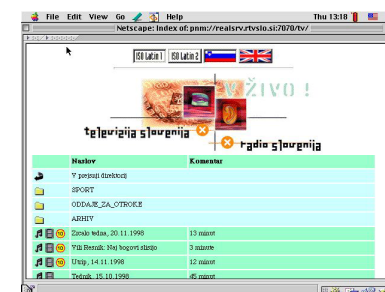 File Edit View Go Help Thu 13:18
Netscape: Index of: pnm://realsrv.rtvslo.si:7070/tv/
ISO Latin 1 ISO Latin 2
V ŽIVO !
televizija slovenija
radio slovenija
Naslov Komentar
V prejsnji direktorij
SPORT
ODDAJE_ZA_OTROKE
ARHIV
Zrcalo tedna, 20.11.1998 13 minut
Vili Resnik: Naj bogovi slisijo 3 minute
Utrip, 14.11.1998 12 minut
Tednik, 15.10.1998 45 minut